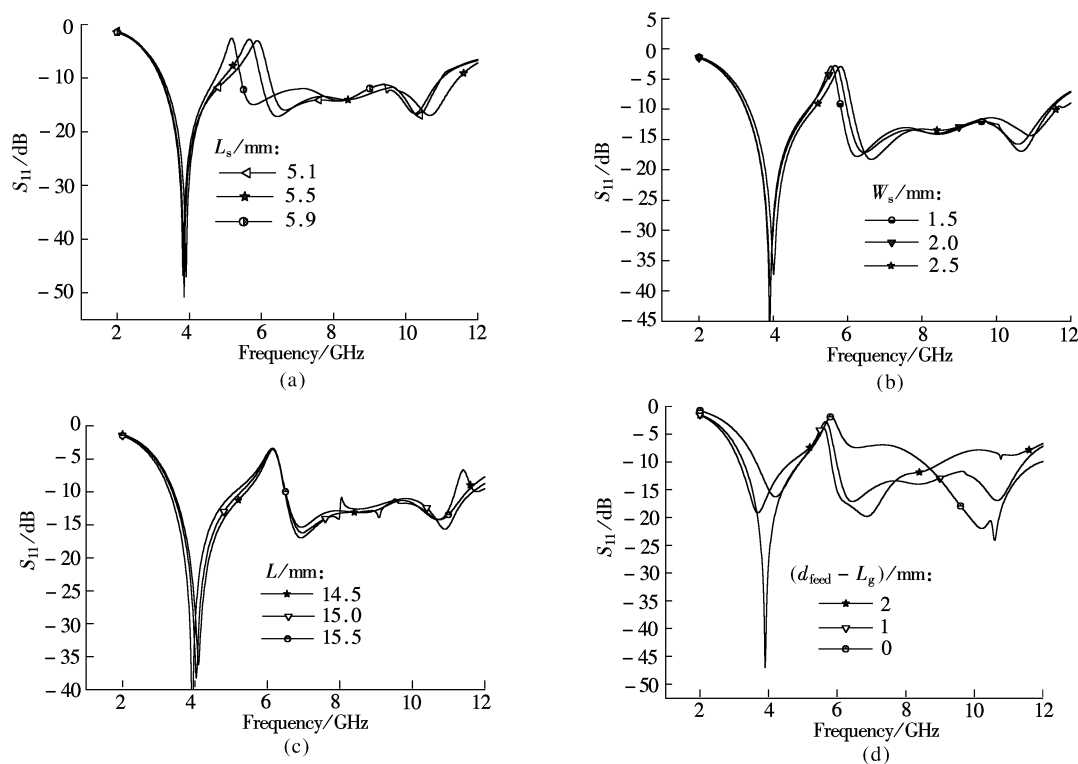 0
−10
−20
−30
−40
−50
S11/dB
Ls/mm:
5.1
5.5
5.9
2 4 6 8 10 12
Frequency/GHz
(a)
5
0
−5
−10
−15
−20
−25
−30
−35
−40
−45
S11/dB
Ws/mm:
1.5
2.0
2.5
2 4 6 8 10 12
Frequency/GHz
(b)
0
−5
−10
−15
−20
−25
−30
−35
−40
S11/dB
L/mm:
14.5
15.0
15.5
2 4 6 8 10 12
Frequency/GHz
(c)
0
−5
−10
−15
−20
−25
−30
−35
−40
−45
−50
S11/dB
(dfeed − Lg)/mm:
2
1
0
2 4 6 8 10 12
Frequency/GHz
(d)